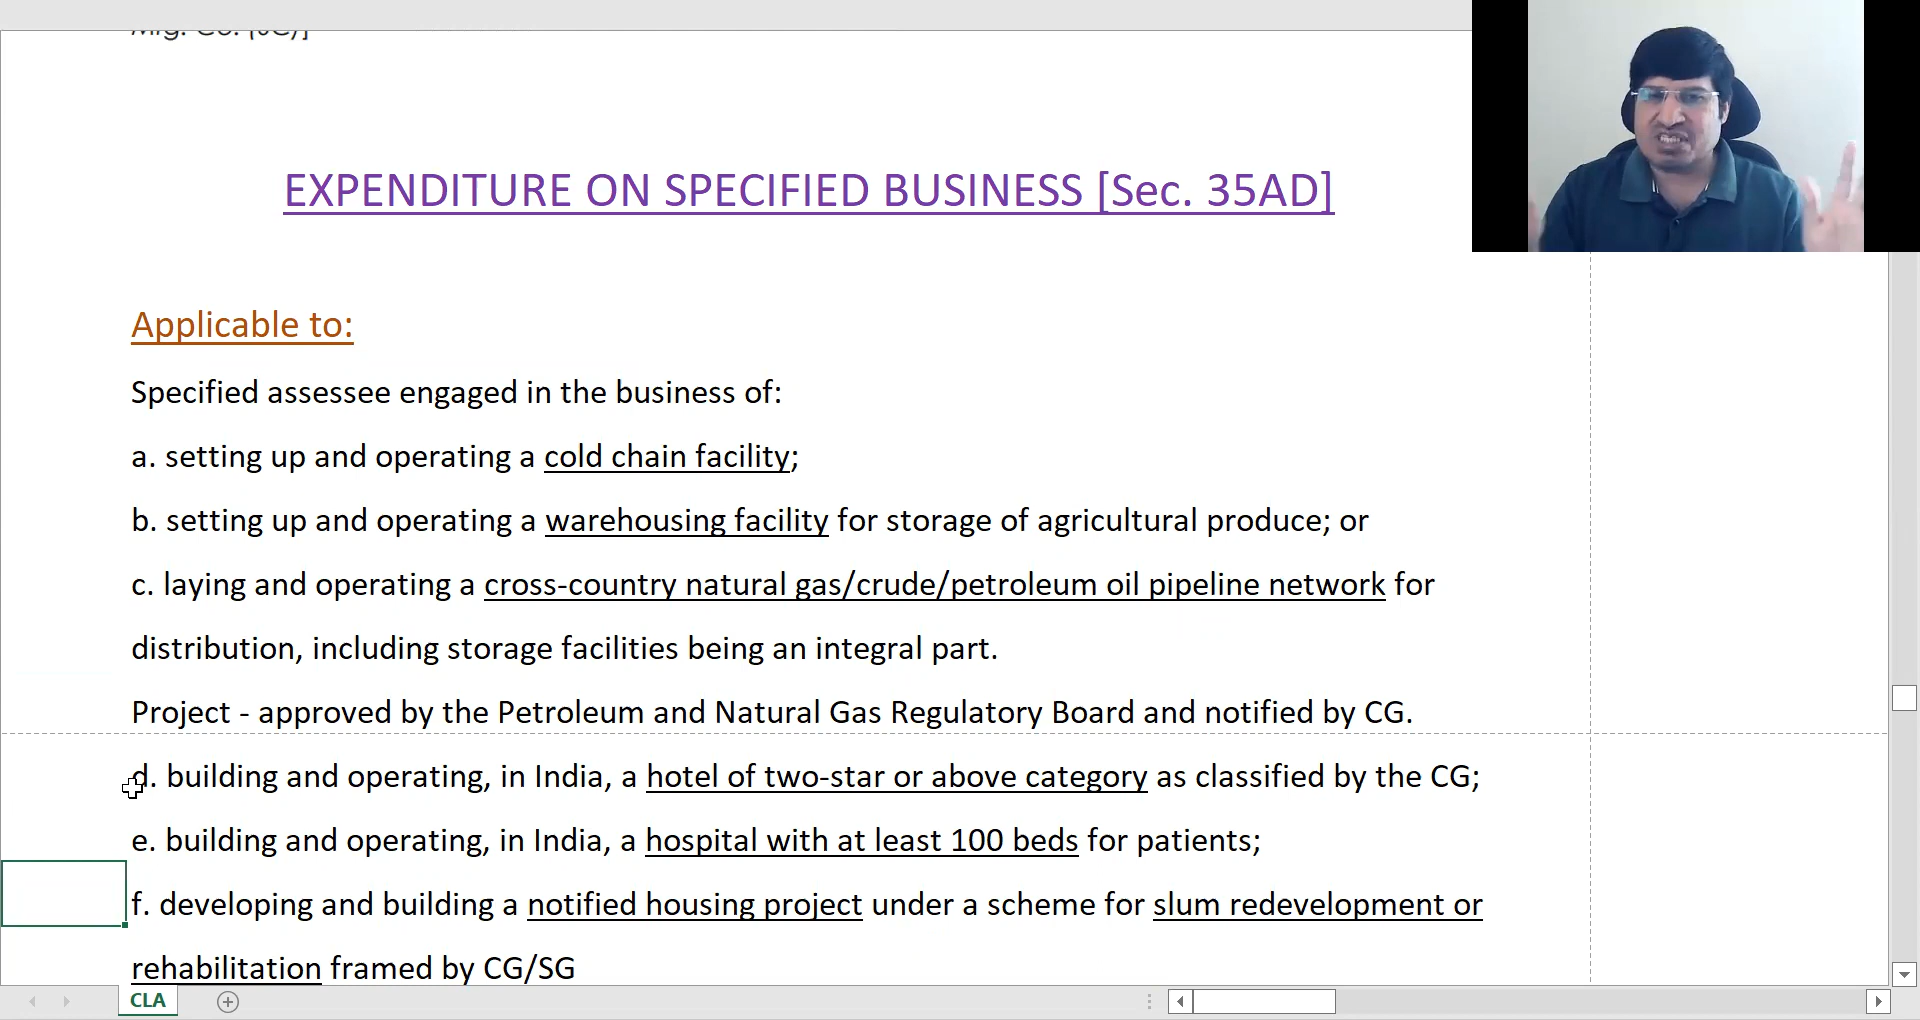 EXPENDITURE ON SPECIFIED BUSINESS [Sec. 35AD]
Applicable to:
Specified assessee engaged in the business of:
a. setting up and operating a cold chain facility;
b. setting up and operating a warehousing facility for storage of agricultural produce; or
c. laying and operating a cross-country natural gas/crude/petroleum oil pipeline network for
distribution, including storage facilities being an integral part.
Project - approved by the Petroleum and Natural Gas Regulatory Board and notified by CG.
d. building and operating, in India, a hotel of two-star or above category as classified by the CG;
e. building and operating, in India, a hospital with at least 100 beds for patients;
f. developing and building a notified housing project under a scheme for slum redevelopment or
rehabilitation framed by CG/SG
CLA